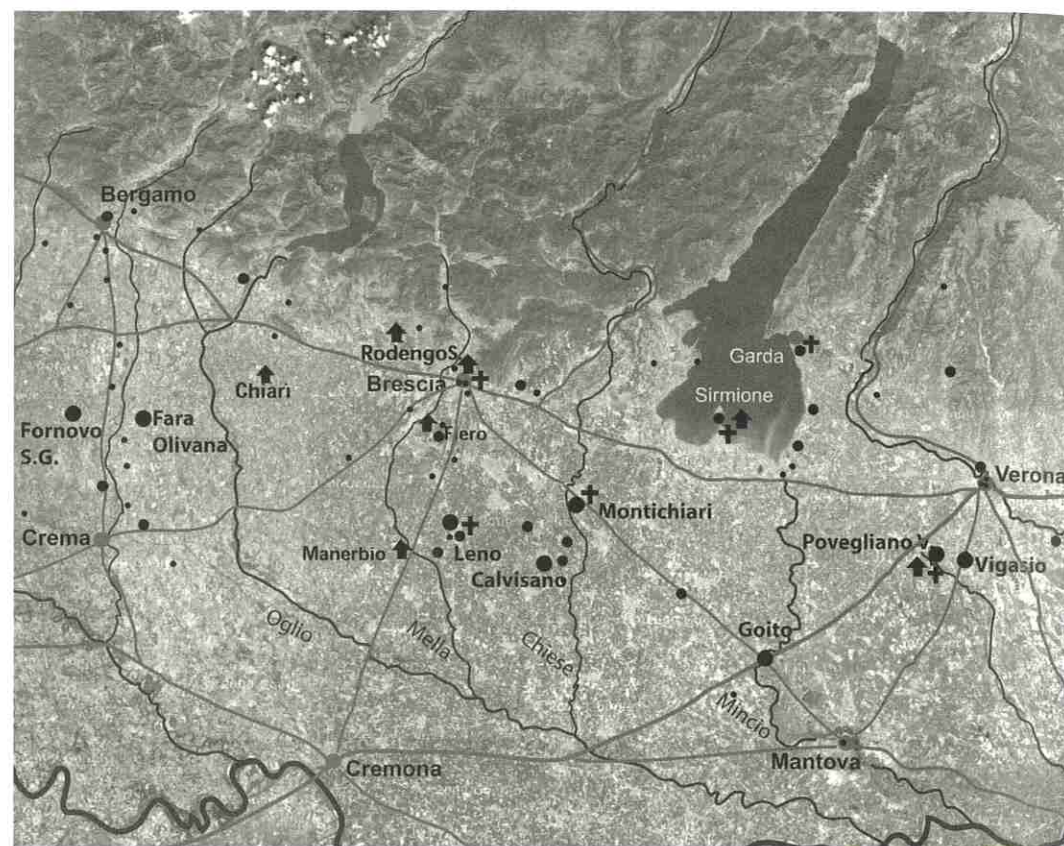 Bergamo
Garda
Rodengo S.
Brescia
Chiari
Sirmione
Fornovo
S.G.
Fara
Olivana
Fiero
Verona
Montichiari
Crema
Manerbio
Leno
Calvisano
Povegliano V.
Vigasio
Oglio
Mella
Chiese
Goito
Mincio
Cremona
Mantova